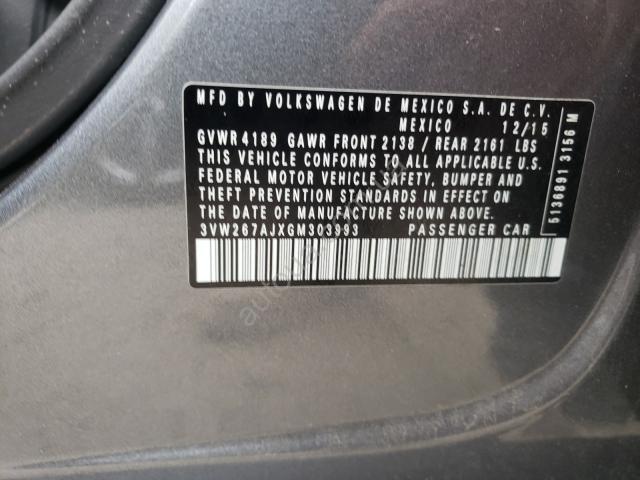 MFD BY VOLKSWAGEN DE MEXICO S.A. DE C.V.
MEXICO 12/15
GVWR 4189 GAWR FRONT 2138 / REAR 2161 LBS
THIS VEHICLE CONFORMS TO ALL APPLICABLE U.S.
FEDERAL MOTOR VEHICLE SAFETY, BUMPER AND
THEFT PREVENTION STANDARDS IN EFFECT ON THE
DATE OF MANUFACTURE SHOWN ABOVE.
3VW267AJXGM303993 PASSENGER CAR
5136891 3156 M